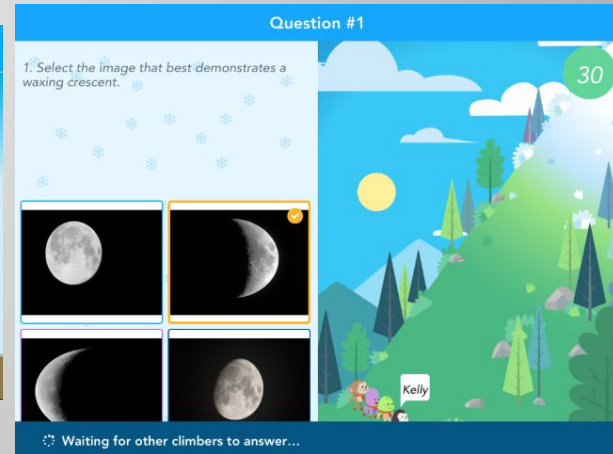 Question #1
1. Select the image that best demonstrates a
waxing crescent.
30
Kelly
Waiting for other climbers to answer...